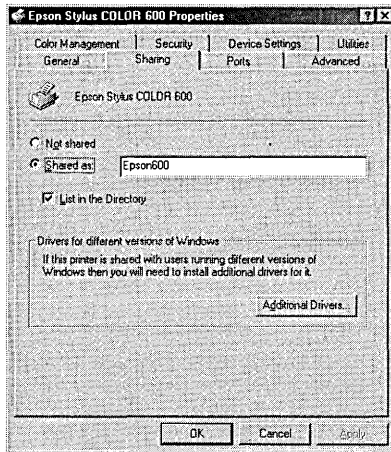 Epson Stylus COLOR 600 Properties
Color Management Security Device Settings Utilities
General Sharing Ports Advanced
Epson Stylus COLOR 600
Not shared
Shared as: Epson600
List in the Directory
Drivers for different versions of Windows
If this printer is shared with users running different versions of
Windows then you will need to install additional drivers for it.
Additional Drivers...
OK Cancel Apply